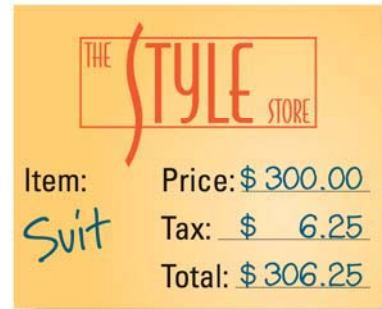 THE STYLE STORE
Item: Price: $ 300.00
Suit Tax: $ 6.25
Total: $ 306.25